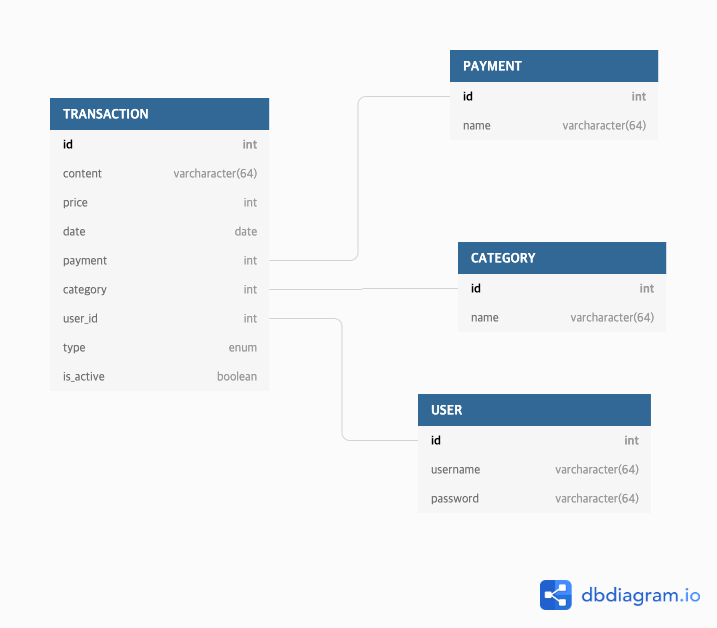 TRANSACTION
id int
content varcharacter(64)
price int
date date
payment int
category int
user_id int
type enum
is_active boolean
PAYMENT
id int
name varcharacter(64)
CATEGORY
id int
name varcharacter(64)
USER
id int
username varcharacter(64)
password varcharacter(64)
dbdiagram.io